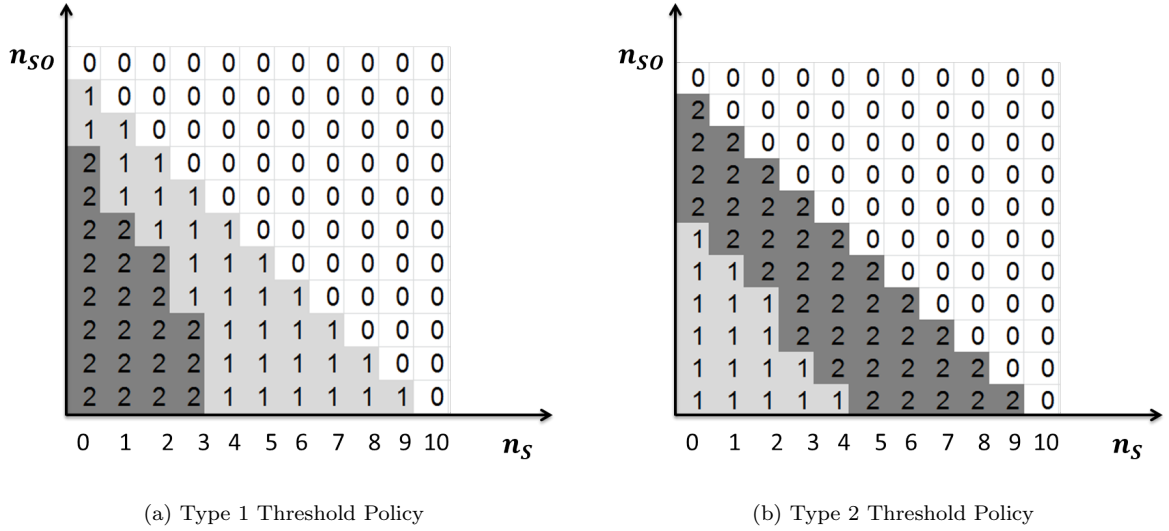 n_SO
0 0 0 0 0 0 0 0 0 0 0
1 0 0 0 0 0 0 0 0 0 0
1 1 0 0 0 0 0 0 0 0 0
2 1 1 0 0 0 0 0 0 0 0
2 1 1 1 0 0 0 0 0 0 0
2 2 1 1 1 0 0 0 0 0 0
2 2 2 1 1 1 0 0 0 0 0
2 2 2 1 1 1 1 0 0 0 0
2 2 2 2 1 1 1 1 0 0 0
2 2 2 2 1 1 1 1 1 0 0
2 2 2 2 1 1 1 1 1 1 0
0 1 2 3 4 5 6 7 8 9 10 n_S
(a) Type 1 Threshold Policy
n_SO
0 0 0 0 0 0 0 0 0 0 0
2 0 0 0 0 0 0 0 0 0 0
2 2 0 0 0 0 0 0 0 0 0
2 2 2 0 0 0 0 0 0 0 0
2 2 2 2 0 0 0 0 0 0 0
1 2 2 2 2 0 0 0 0 0 0
1 1 2 2 2 2 0 0 0 0 0
1 1 1 2 2 2 2 0 0 0 0
1 1 1 2 2 2 2 2 0 0 0
1 1 1 1 2 2 2 2 2 0 0
1 1 1 1 1 2 2 2 2 2 0
0 1 2 3 4 5 6 7 8 9 10 n_S
(b) Type 2 Threshold Policy